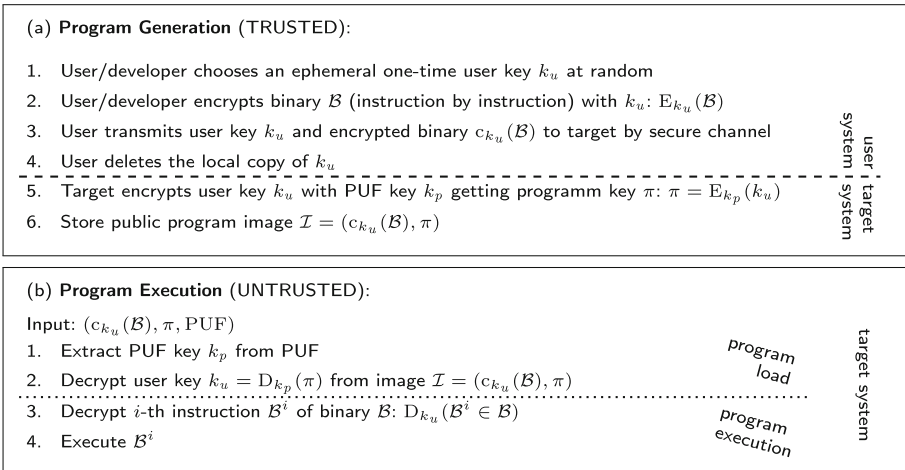 (a) Program Generation (TRUSTED):
1. User/developer chooses an ephemeral one-time user key k_u at random
2. User/developer encrypts binary ℬ (instruction by instruction) with k_u: E_{k_u}(ℬ)
3. User transmits user key k_u and encrypted binary c_{k_u}(ℬ) to target by secure channel
4. User deletes the local copy of k_u
user
system
5. Target encrypts user key k_u with PUF key k_p getting programm key π: π = E_{k_p}(k_u)
6. Store public program image ℐ = (c_{k_u}(ℬ), π)
target
system
(b) Program Execution (UNTRUSTED):
Input: (c_{k_u}(ℬ), π, PUF)
1. Extract PUF key k_p from PUF
2. Decrypt user key k_u = D_{k_p}(π) from image ℐ = (c_{k_u}(ℬ), π)
program
load
3. Decrypt i-th instruction ℬ^i of binary ℬ: D_{k_u}(ℬ^i ∈ ℬ)
4. Execute ℬ^i
program
execution
target system